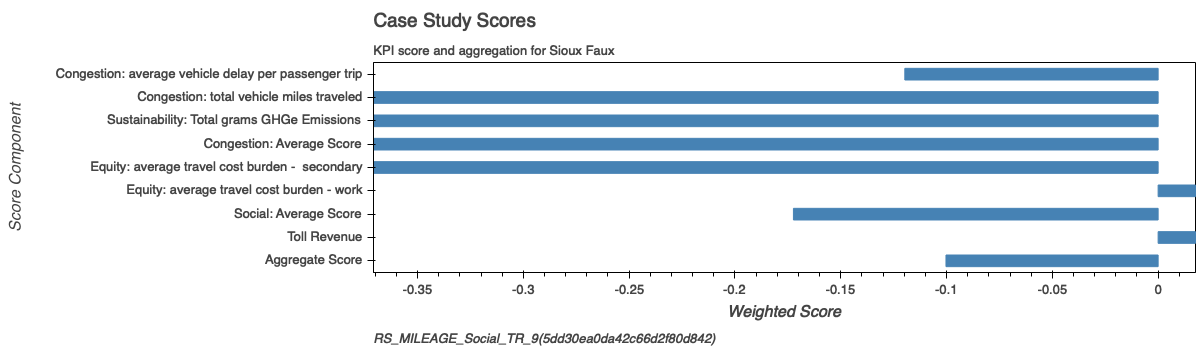 Case Study Scores
KPI score and aggregation for Sioux Faux
Score Component
Congestion: average vehicle delay per passenger trip
Congestion: total vehicle miles traveled
Sustainability: Total grams GHGe Emissions
Congestion: Average Score
Equity: average travel cost burden -  secondary
Equity: average travel cost burden - work
Social: Average Score
Toll Revenue
Aggregate Score
-0.35 -0.3 -0.25 -0.2 -0.15 -0.1 -0.05 0
Weighted Score
RS_MILEAGE_Social_TR_9(5dd30ea0da42c66d2f80d842)